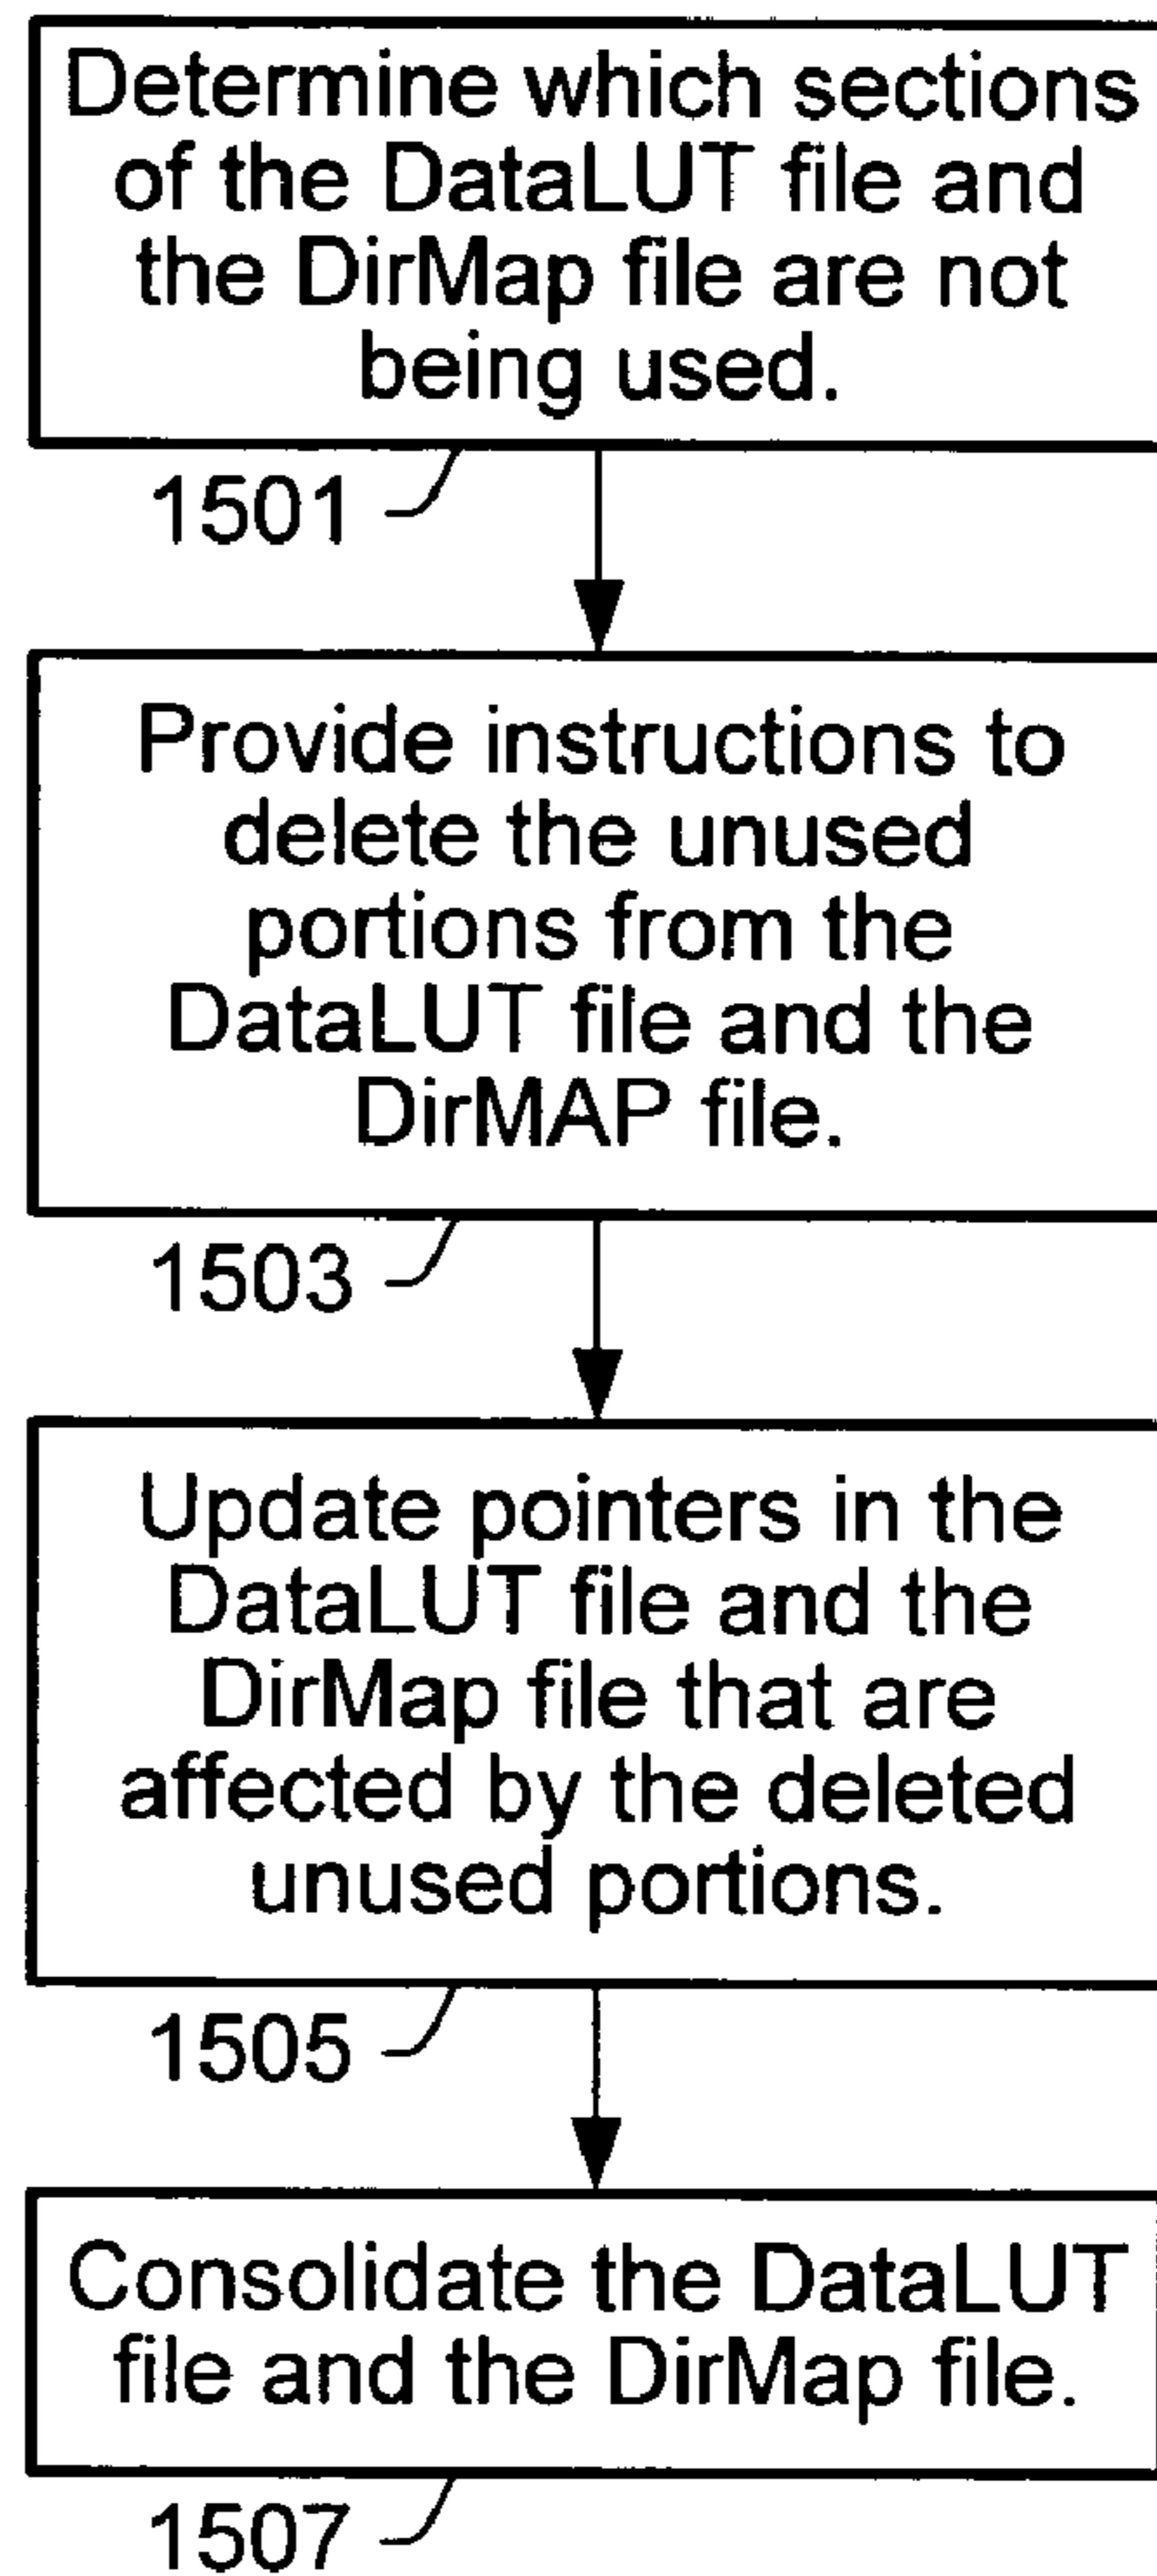 Determine which sections
of the DataLUT file and
the DirMap file are not
being used.
1501
Provide instructions to
delete the unused
portions from the
DataLUT file and the
DirMAP file.
1503
Update pointers in the
DataLUT file and the
DirMap file that are
affected by the deleted
unused portions.
1505
Consolidate the DataLUT
file and the DirMap file.
1507